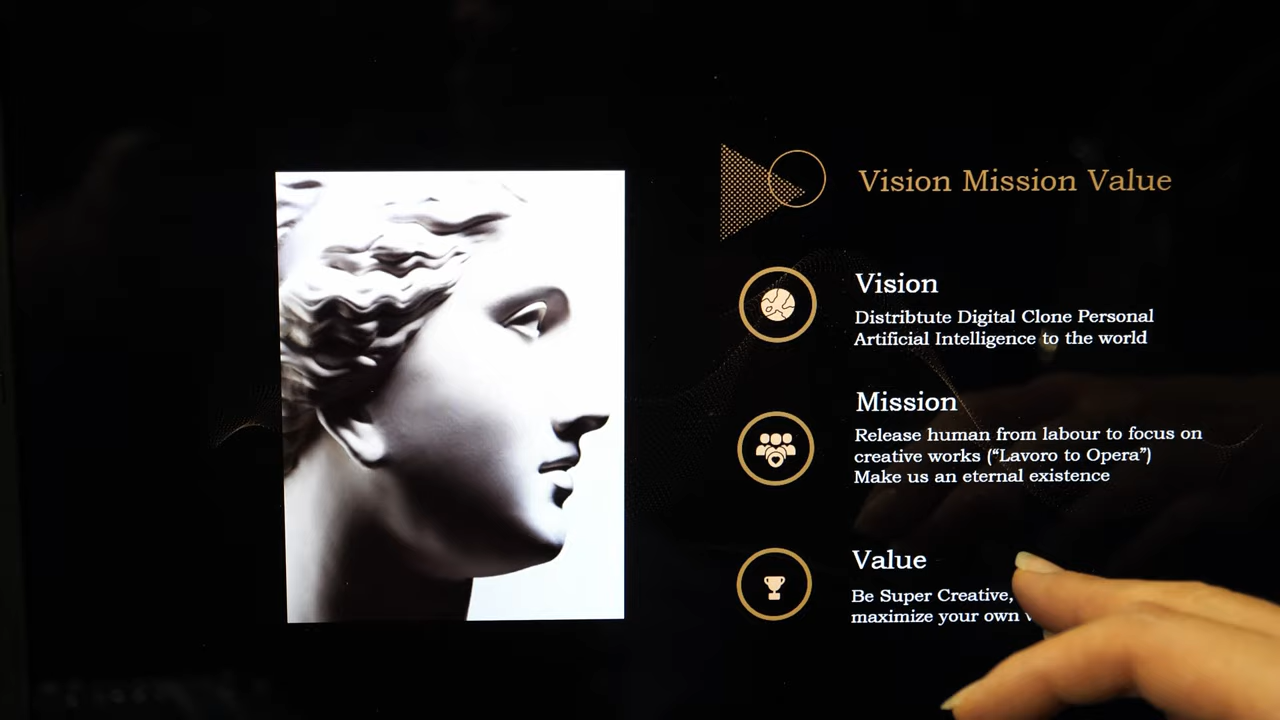 Vision Mission Value
Vision
Distribtute Digital Clone Personal
Artificial Intelligence to the world
Mission
Release human from labour to focus on
creative works (“Lavoro to Opera”)
Make us an eternal existence
Value
Be Super Creative,
maximize your own